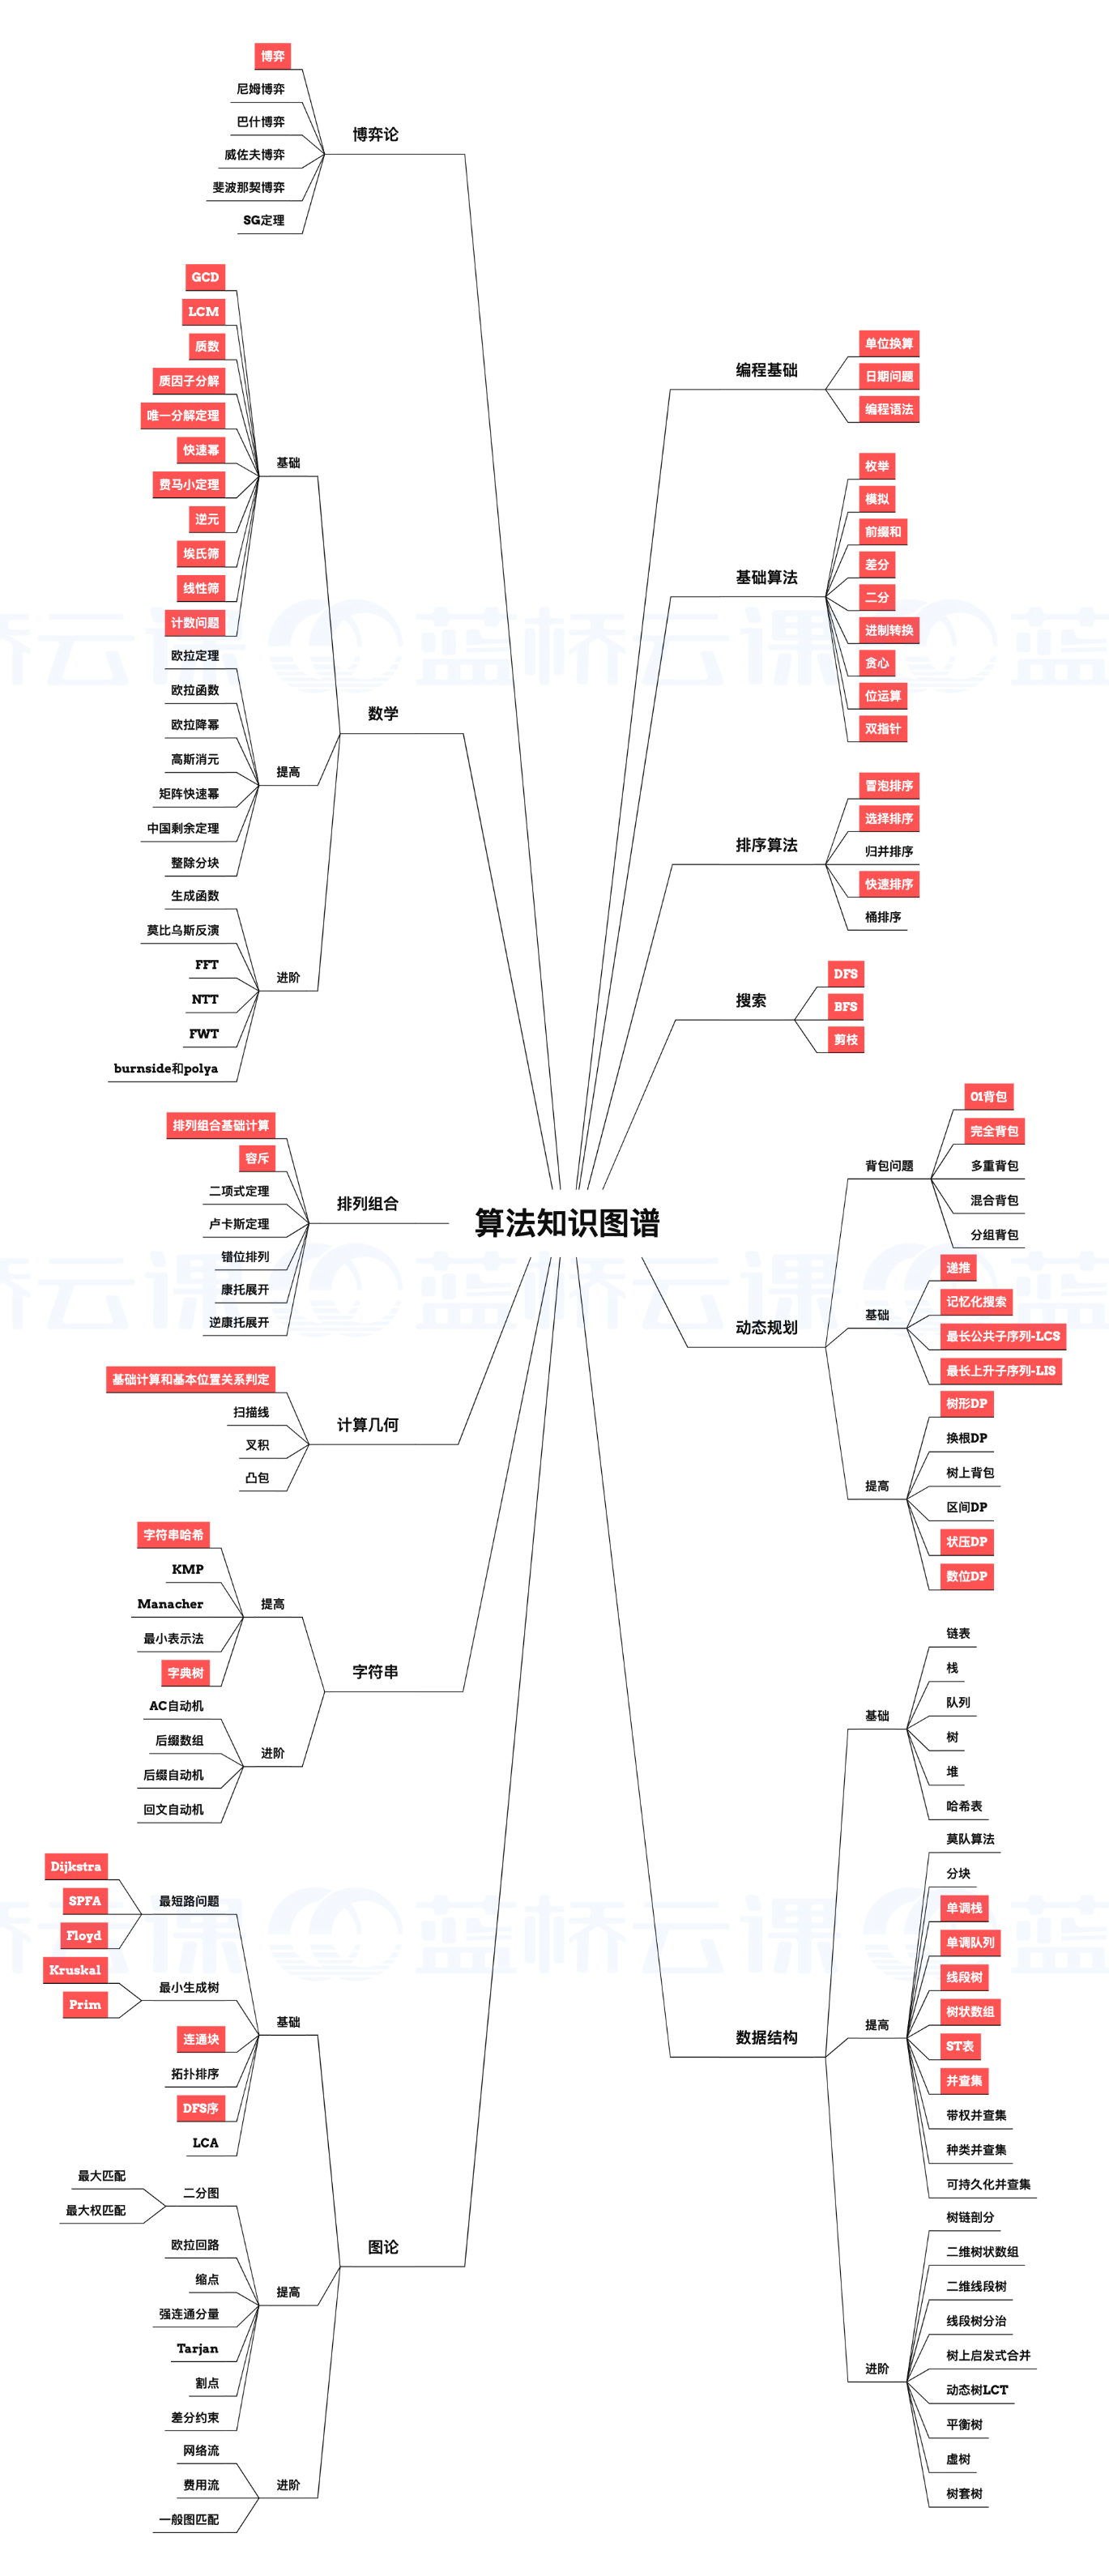 算法知识图谱
博弈论
博弈
尼姆博弈
巴什博弈
威佐夫博弈
斐波那契博弈
SG定理
数学
基础
GCD
LCM
质数
质因子分解
唯一分解定理
快速幂
费马小定理
逆元
埃氏筛
线性筛
计数问题
提高
欧拉定理
欧拉函数
欧拉降幂
高斯消元
矩阵快速幂
中国剩余定理
整除分块
进阶
生成函数
莫比乌斯反演
FFT
NTT
FWT
burnside和polya
排列组合
排列组合基础计算
容斥
二项式定理
卢卡斯定理
错位排列
康托展开
逆康托展开
计算几何
基础计算和基本位置关系判定
扫描线
叉积
凸包
字符串
提高
字符串哈希
KMP
Manacher
最小表示法
字典树
进阶
AC自动机
后缀数组
后缀自动机
回文自动机
图论
基础
最短路问题
Dijkstra
SPFA
Floyd
最小生成树
Kruskal
Prim
连通块
拓扑排序
DFS序
LCA
提高
二分图
最大匹配
最大权匹配
欧拉回路
缩点
强连通分量
Tarjan
割点
差分约束
进阶
网络流
费用流
一般图匹配
编程基础
单位换算
日期问题
编程语法
基础算法
枚举
模拟
前缀和
差分
二分
进制转换
贪心
位运算
双指针
排序算法
冒泡排序
选择排序
归并排序
快速排序
桶排序
搜索
DFS
BFS
剪枝
动态规划
背包问题
01背包
完全背包
多重背包
混合背包
分组背包
基础
递推
记忆化搜索
最长公共子序列-LCS
最长上升子序列-LIS
提高
树形DP
换根DP
树上背包
区间DP
状压DP
数位DP
数据结构
基础
链表
栈
队列
树
堆
哈希表
提高
莫队算法
分块
单调栈
单调队列
线段树
树状数组
ST表
并查集
带权并查集
种类并查集
可持久化并查集
进阶
树链剖分
二维树状数组
二维线段树
线段树分治
树上启发式合并
动态树LCT
平衡树
虚树
树套树
桥云课 蓝桥云课 蓝
桥云课 蓝桥云课 蓝
桥云课 蓝桥云课 蓝